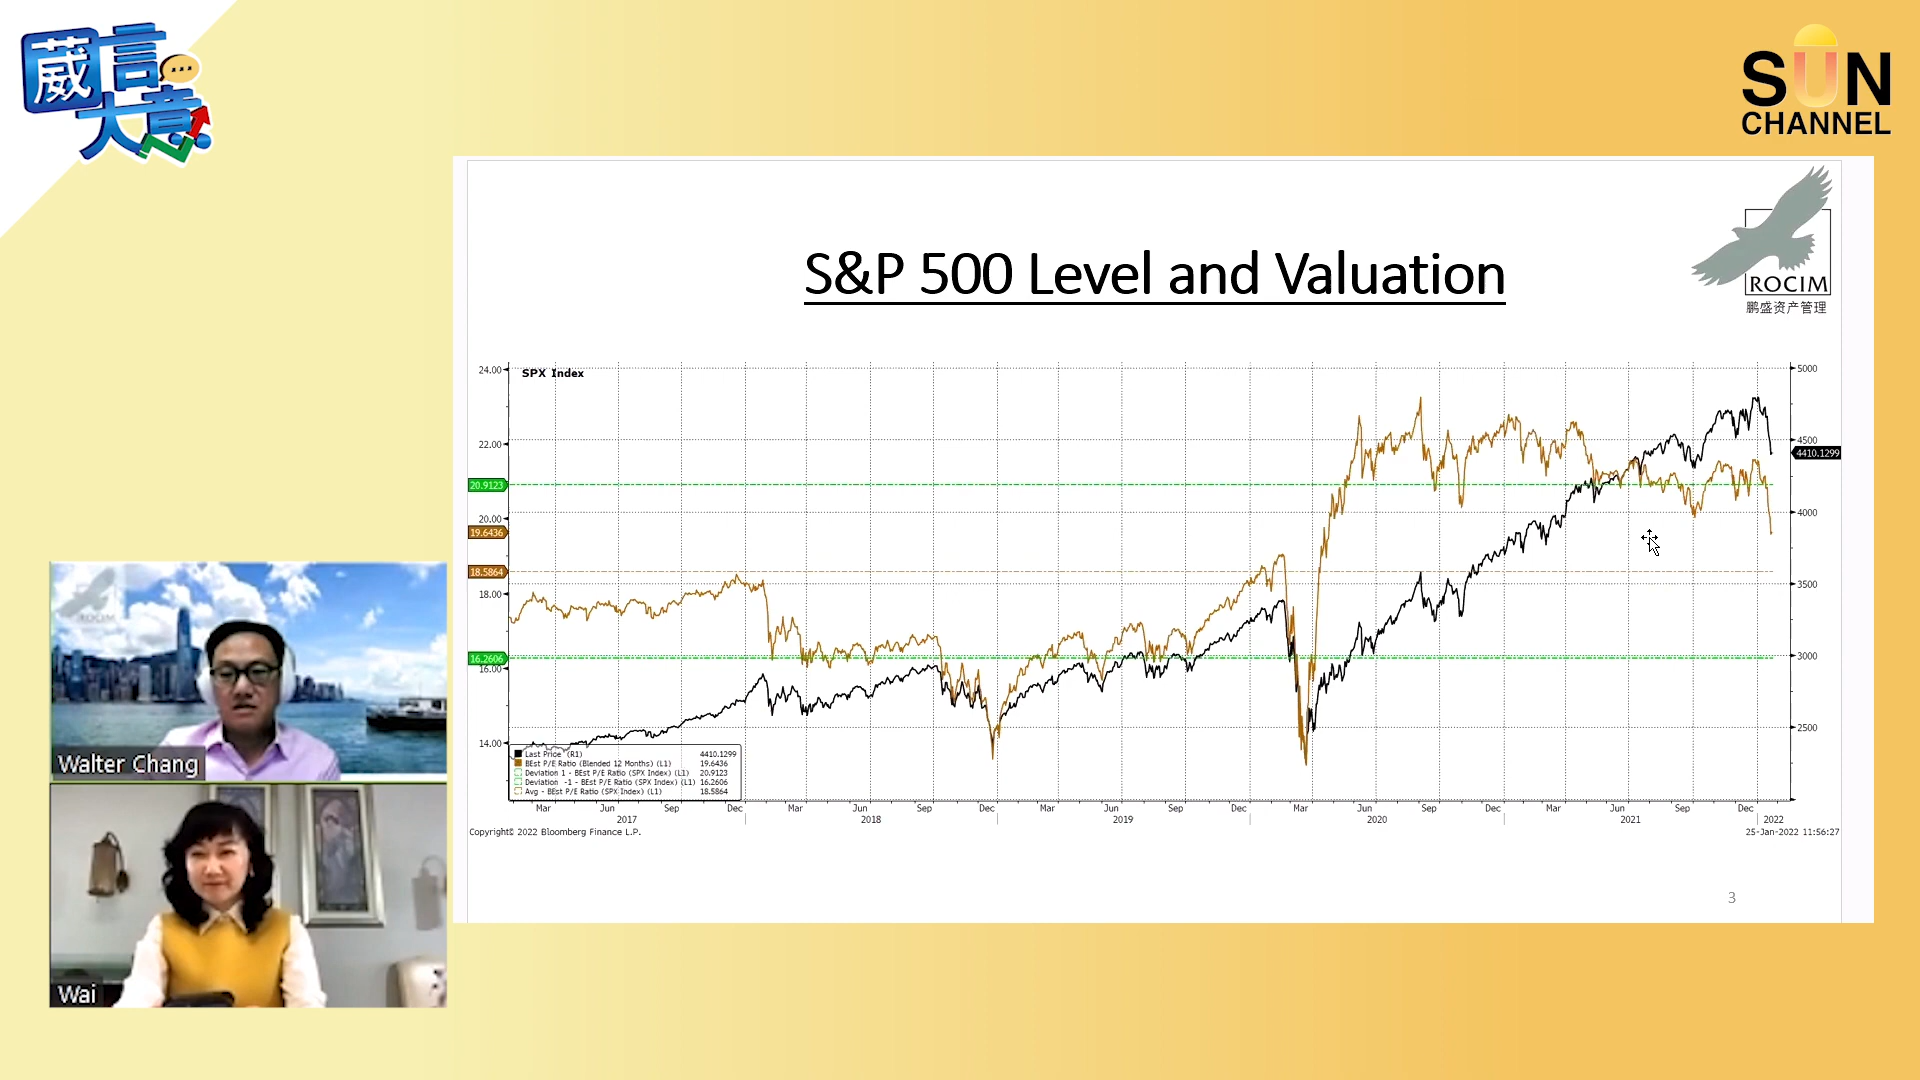 葳言大意
SUN
CHANNEL
ROCIM
鹏盛资产管理
S&P 500 Level and Valuation
SPX Index
24.00
22.00
20.9123
20.00
19.6436
18.5864
18.00
16.2606
16.00
14.00
5000
4500
4410.1299
4000
3500
3000
2500
Last Price (R1) 4410.1299
BEst P/E Ratio (Blended 12 Months) (L1) 19.6436
Deviation 1 - BEst P/E Ratio (SPX Index) (L1) 20.9123
Deviation -1 - BEst P/E Ratio (SPX Index) (L1) 16.2606
Avg - BEst P/E Ratio (SPX Index) (L1) 18.5864
Mar Jun Sep Dec Mar Jun Sep Dec Mar Jun Sep Dec Mar Jun Sep Dec Mar Jun Sep Dec
2017 2018 2019 2020 2021 2022
Copyright© 2022 Bloomberg Finance L.P.
25-Jan-2022 11:56:27
3
ROCIM
Walter Chang
Wai